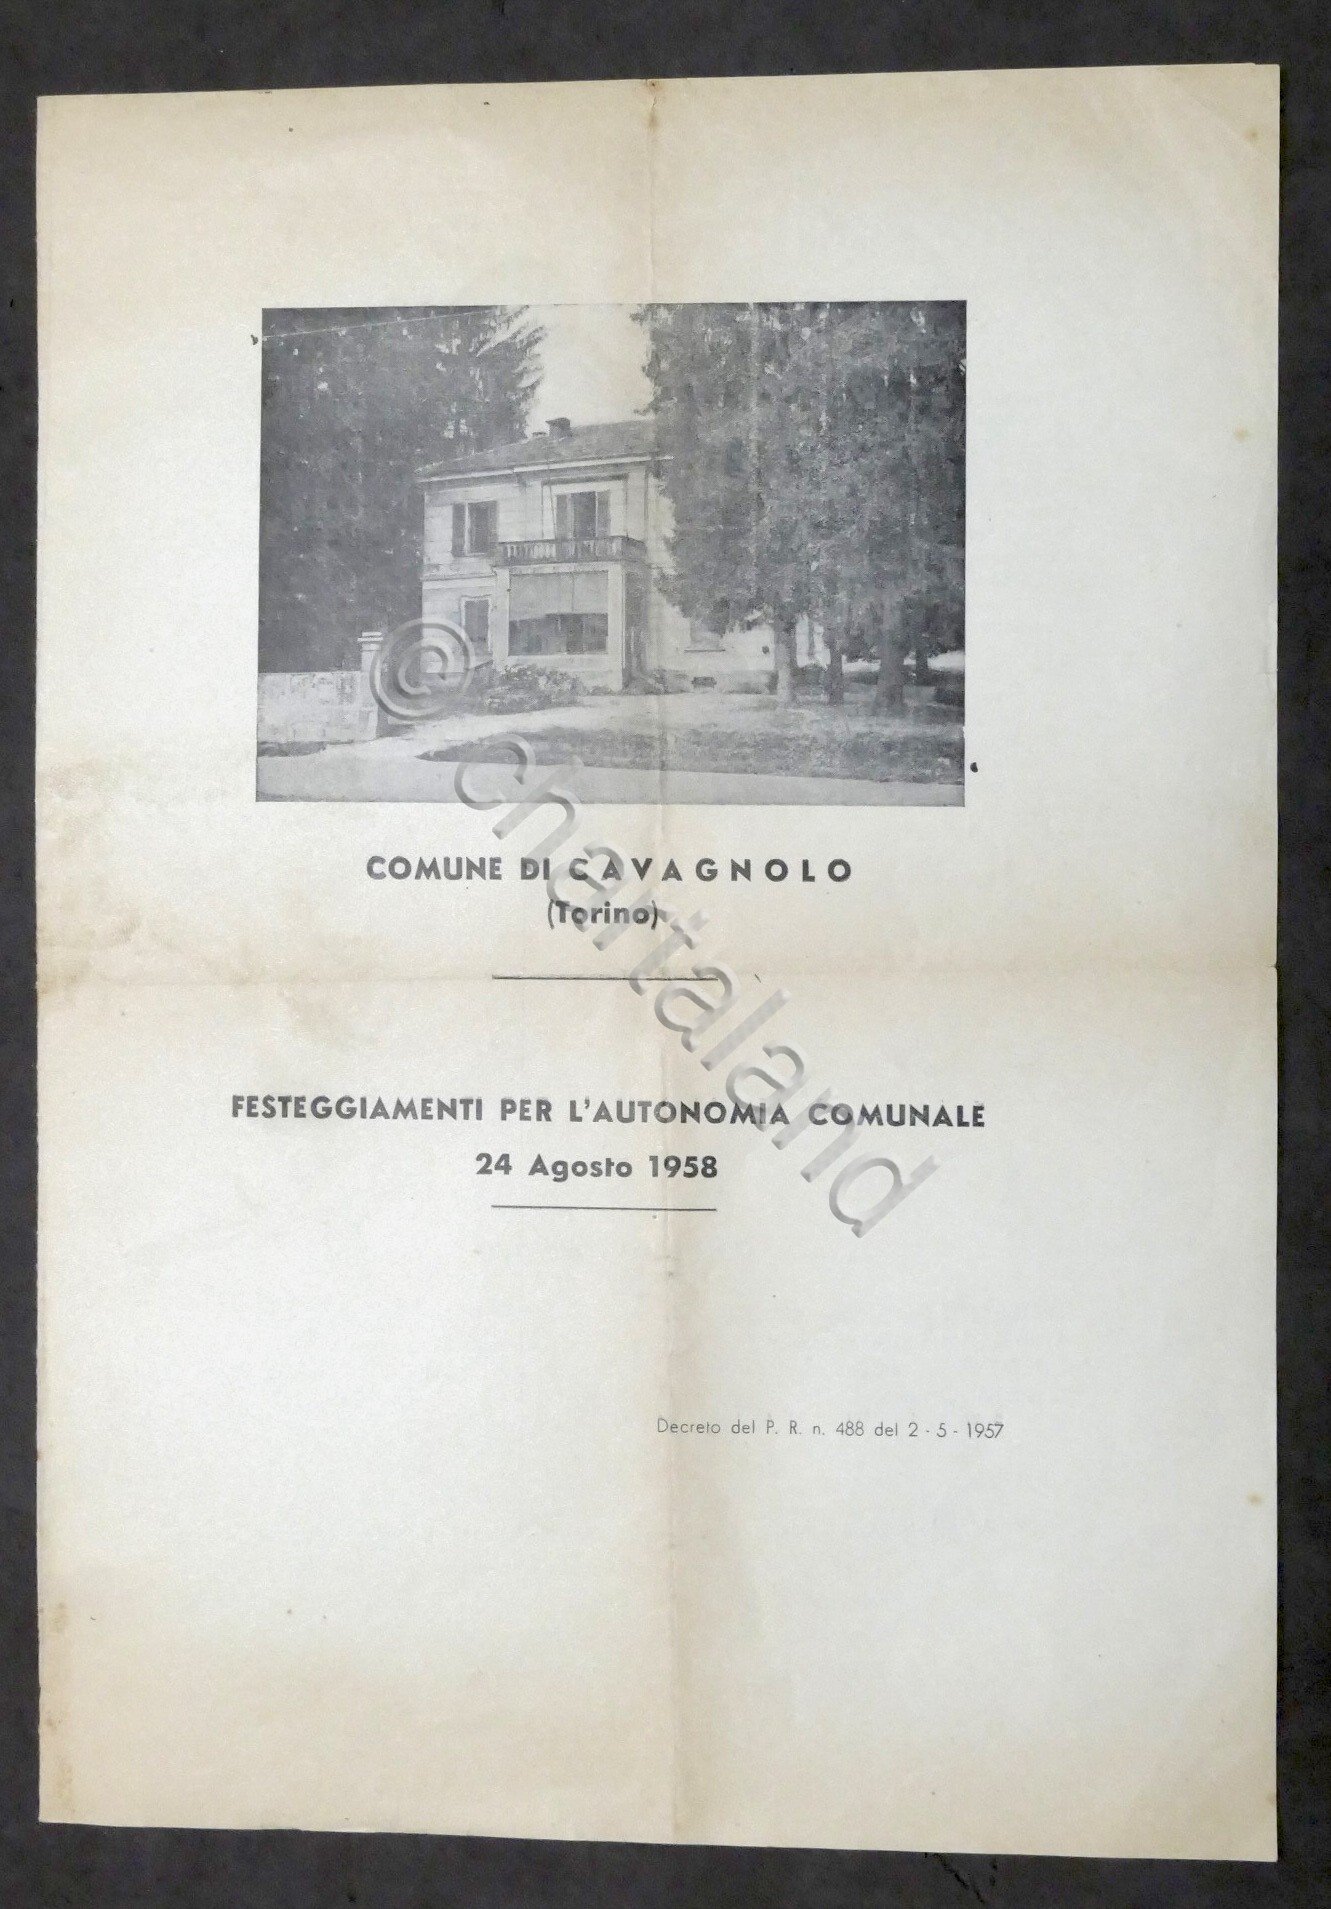 COMUNE DI CAVAGNOLO
(Torino)
FESTEGGIAMENTI PER L'AUTONOMIA COMUNALE
24 Agosto 1958
Decreto del P. R. n. 488 del 2 - 5 - 1957
@chartaland